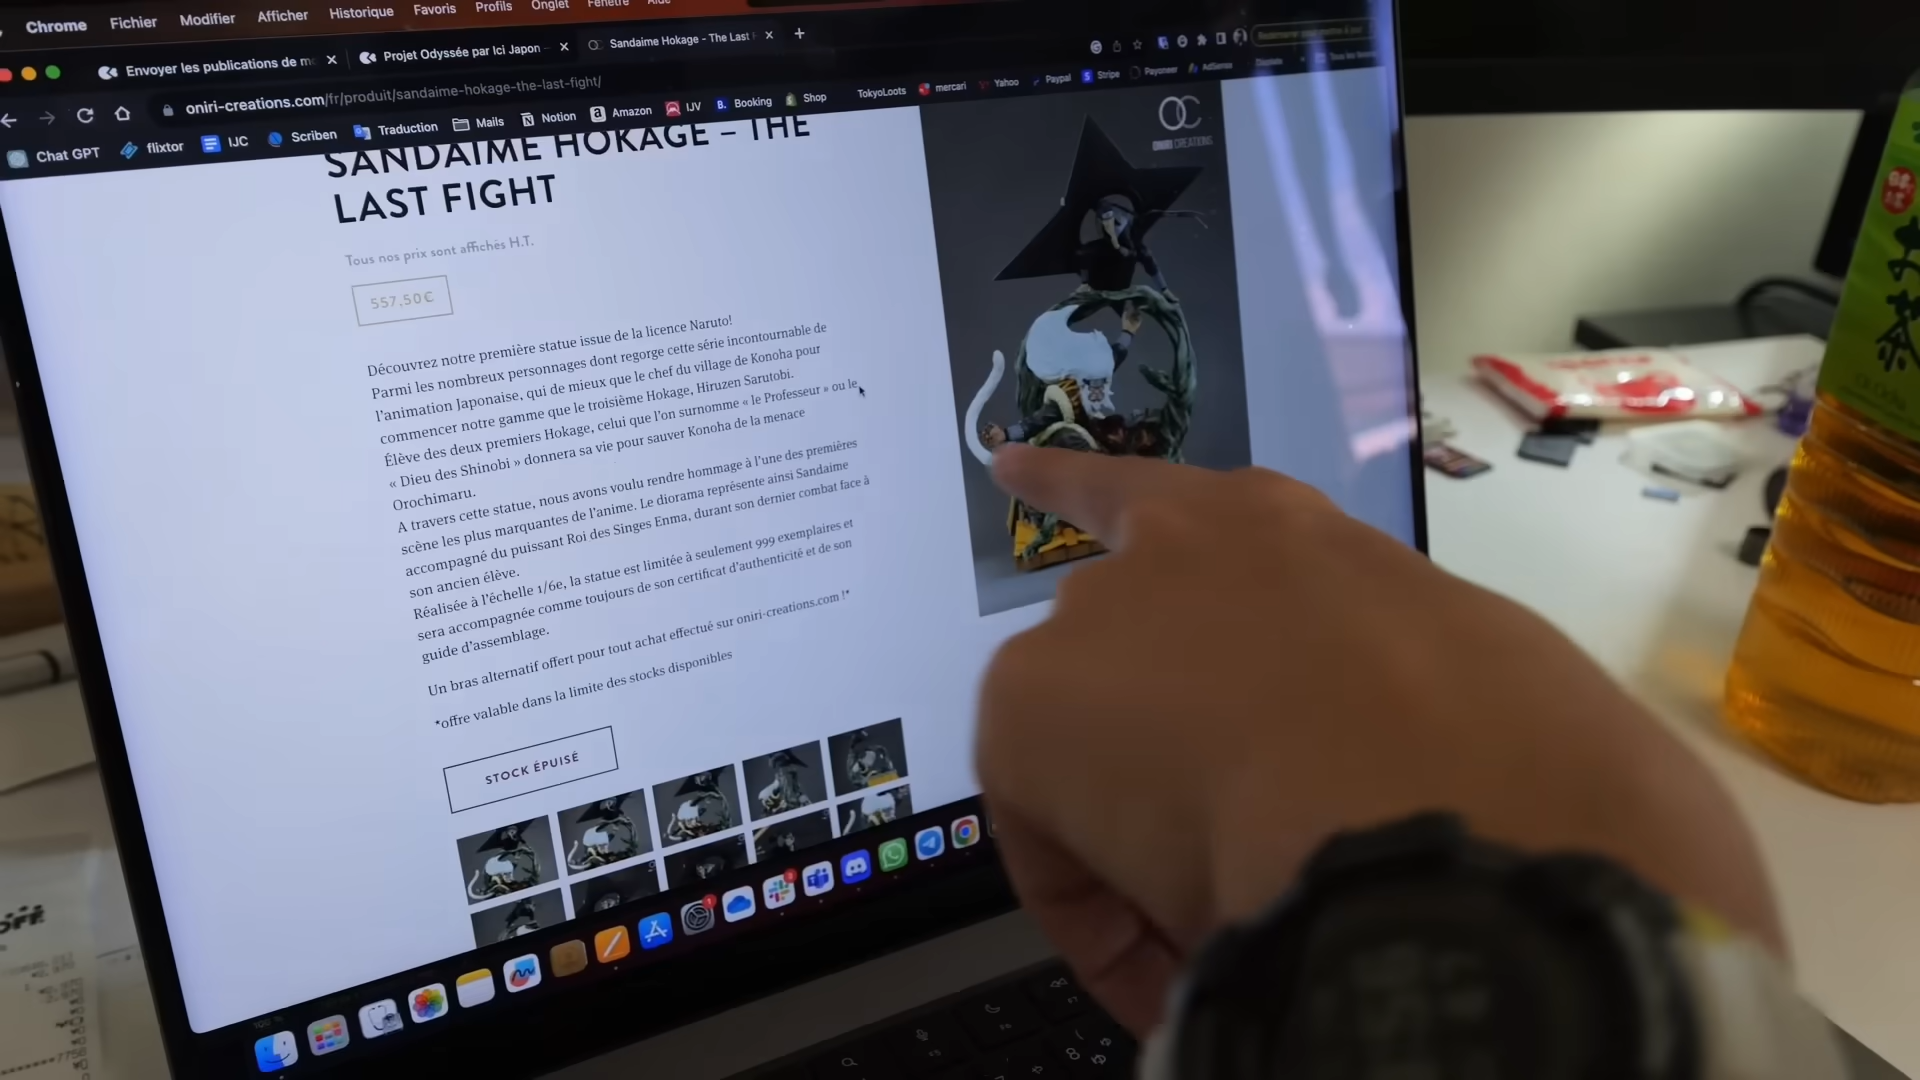 Chrome Fichier Modifier Afficher Historique Favoris Profils Onglet Fenêtre Aide
Envoyer les publications de m
Projet Odyssée par Ici Japon -
Sandaime Hokage - The Last F
oniri-creations.com/fr/produit/sandaime-hokage-the-last-fight/
Chat GPT flixtor IJC Scriben Traduction Mails Notion Amazon IJV Booking Shop TokyoLoots mercari Yahoo Paypal Stripe Payoneer AdSense
SANDAIME HOKAGE – THE
LAST FIGHT
Tous nos prix sont affichés H.T.
557,50€
Découvrez notre première statue issue de la licence Naruto!
Parmi les nombreux personnages dont regorge cette série incontournable de
l'animation Japonaise, qui de mieux que le chef du village de Konoha pour
commencer notre gamme que le troisième Hokage, Hiruzen Sarutobi.
Élève des deux premiers Hokage, celui que l'on surnomme « le Professeur » ou le
« Dieu des Shinobi » donnera sa vie pour sauver Konoha de la menace
Orochimaru.
A travers cette statue, nous avons voulu rendre hommage à l'une des premières
scène les plus marquantes de l'anime. Le diorama représente ainsi Sandaime
accompagné du puissant Roi des Singes Enma, durant son dernier combat face à
son ancien élève.
Réalisée à l'échelle 1/6e, la statue est limitée à seulement 999 exemplaires et
sera accompagnée comme toujours de son certificat d'authenticité et de son
guide d'assemblage.
Un bras alternatif offert pour tout achat effectué sur oniri-creations.com !*
*offre valable dans la limite des stocks disponibles
STOCK ÉPUISÉ
OC
ONIRI CREATIONS